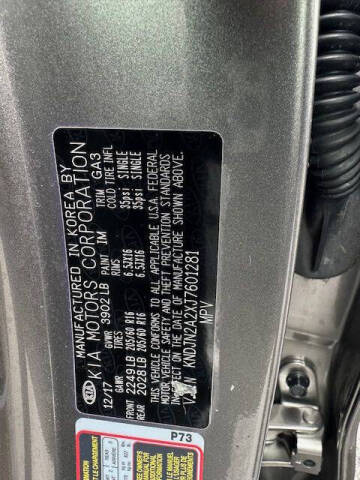 MANUFACTURED IN KOREA BY
KIA MOTORS CORPORATION
12/17 GVWR 3902 LB PAINT IM TRIM GA3
GAWR TIRES RIMS COLD TIRE INFL
FRONT 2249 LB 205/60 R16 6.5JX16 35psi SINGLE
REAR 2028 LB 205/60 R16 6.5JX16 35psi SINGLE
THIS VEHICLE CONFORMS TO ALL APPLICABLE U.S.A. FEDERAL
MOTOR VEHICLE SAFETY, BUMPER, AND THEFT PREVENTION
STANDARDS IN EFFECT ON THE DATE OF MANUFACTURE SHOWN ABOVE.
V.I.N KNDJN2A2XJ7601281
MPV
KIA
P73